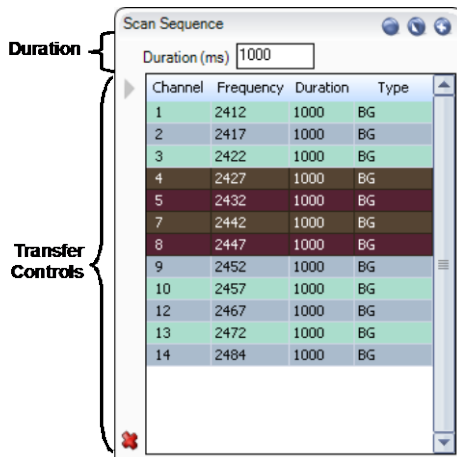 Scan Sequence
Duration
Duration (ms) 1000
Channel Frequency Duration Type
1 2412 1000 BG
2 2417 1000 BG
3 2422 1000 BG
4 2427 1000 BG
5 2432 1000 BG
7 2442 1000 BG
8 2447 1000 BG
9 2452 1000 BG
10 2457 1000 BG
12 2467 1000 BG
13 2472 1000 BG
14 2484 1000 BG
Transfer
Controls